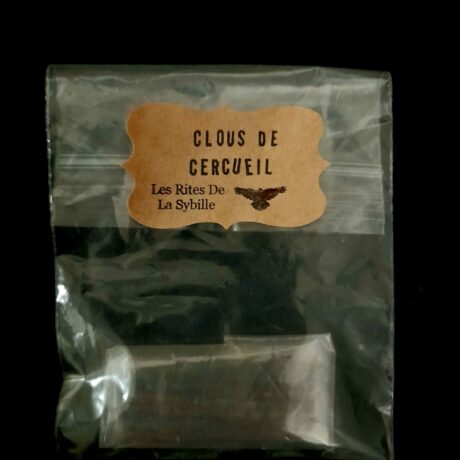 CLOUS DE
CERCUEIL
Les Rites De
La Sybille